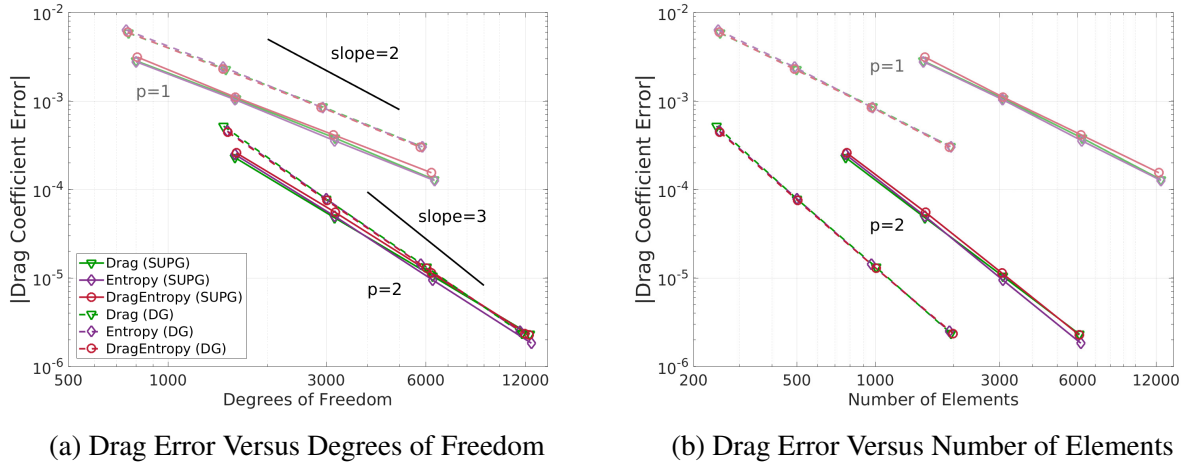 10^-2
10^-3
10^-4
10^-5
10^-6
|Drag Coefficient Error|
slope=2
p=1
slope=3
p=2
Drag (SUPG)
Entropy (SUPG)
DragEntropy (SUPG)
Drag (DG)
Entropy (DG)
DragEntropy (DG)
500 1000 3000 6000 12000
Degrees of Freedom
(a) Drag Error Versus Degrees of Freedom
10^-2
10^-3
10^-4
10^-5
10^-6
|Drag Coefficient Error|
p=1
p=2
200 500 1000 3000 6000 12000
Number of Elements
(b) Drag Error Versus Number of Elements